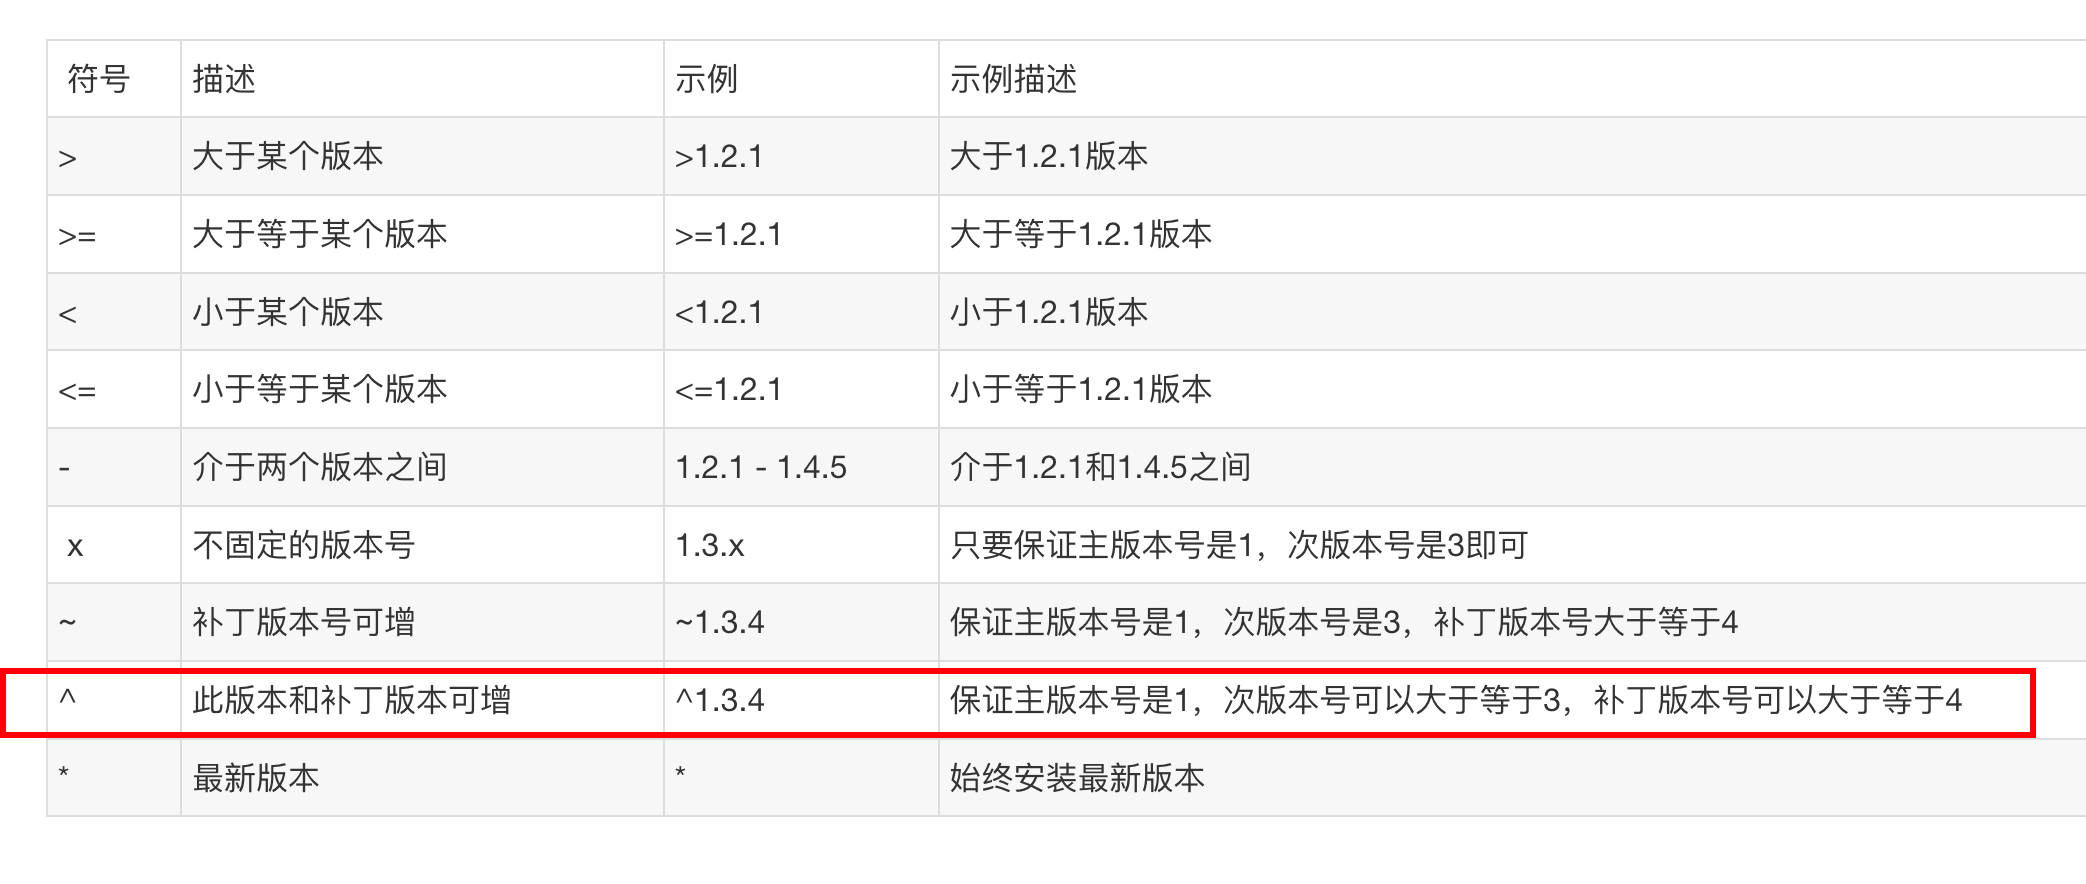 符号 描述 示例 示例描述
> 大于某个版本 >1.2.1 大于1.2.1版本
>= 大于等于某个版本 >=1.2.1 大于等于1.2.1版本
< 小于某个版本 <1.2.1 小于1.2.1版本
<= 小于等于某个版本 <=1.2.1 小于等于1.2.1版本
- 介于两个版本之间 1.2.1 - 1.4.5 介于1.2.1和1.4.5之间
x 不固定的版本号 1.3.x 只要保证主版本号是1，次版本号是3即可
~ 补丁版本号可增 ~1.3.4 保证主版本号是1，次版本号是3，补丁版本号大于等于4
^ 此版本和补丁版本可增 ^1.3.4 保证主版本号是1，次版本号可以大于等于3，补丁版本号可以大于等于4
* 最新版本 * 始终安装最新版本